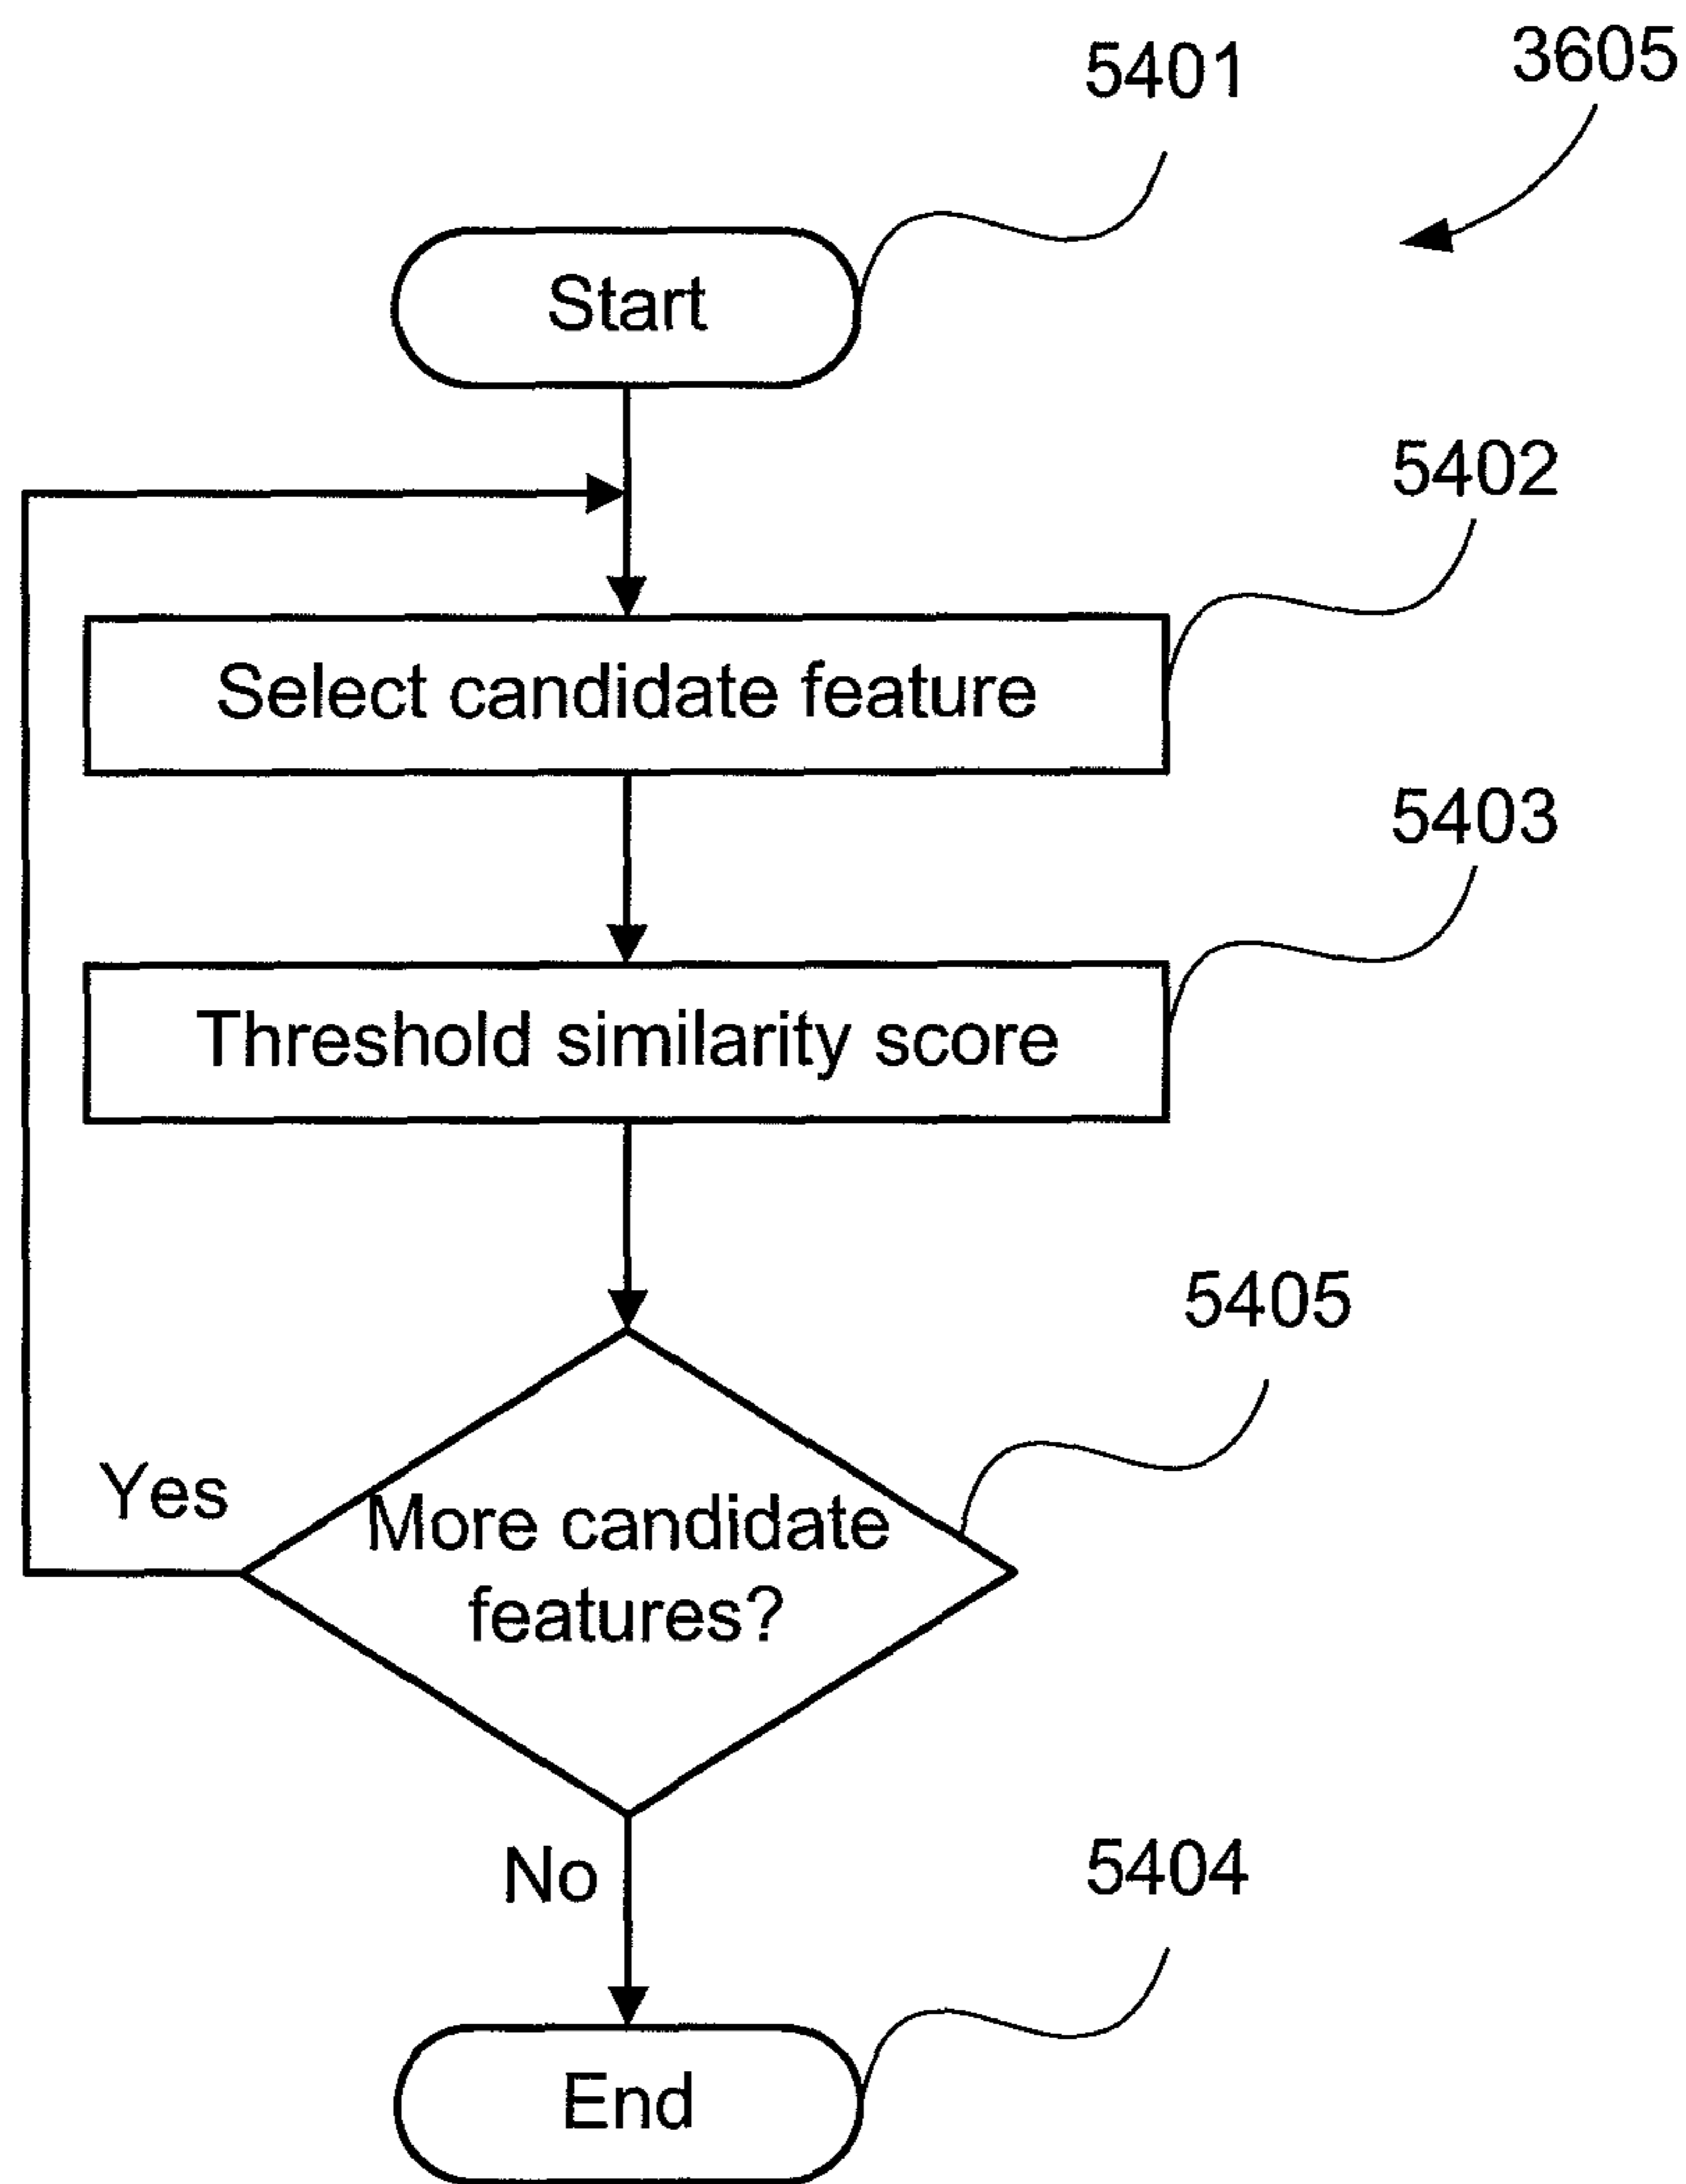 3605
5401
Start
5402
Select candidate feature
5403
Threshold similarity score
5405
Yes
More candidate
features?
No
5404
End